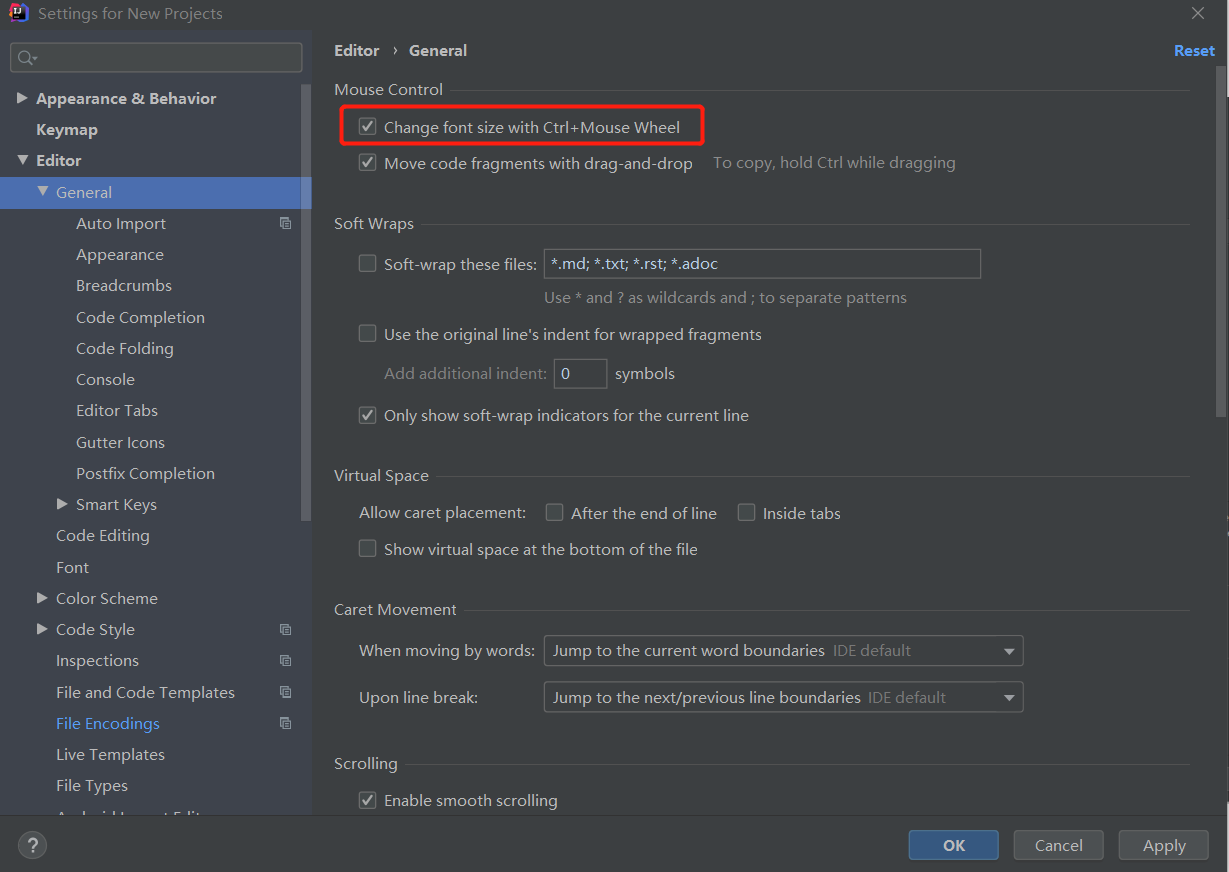 Settings for New Projects
Appearance & Behavior
Keymap
Editor
General
Auto Import
Appearance
Breadcrumbs
Code Completion
Code Folding
Console
Editor Tabs
Gutter Icons
Postfix Completion
Smart Keys
Code Editing
Font
Color Scheme
Code Style
Inspections
File and Code Templates
File Encodings
Live Templates
File Types
Editor › General
Reset
Mouse Control
Change font size with Ctrl+Mouse Wheel
Move code fragments with drag-and-drop To copy, hold Ctrl while dragging
Soft Wraps
Soft-wrap these files: *.md; *.txt; *.rst; *.adoc
Use * and ? as wildcards and ; to separate patterns
Use the original line's indent for wrapped fragments
Add additional indent: 0 symbols
Only show soft-wrap indicators for the current line
Virtual Space
Allow caret placement: After the end of line Inside tabs
Show virtual space at the bottom of the file
Caret Movement
When moving by words: Jump to the current word boundaries IDE default
Upon line break: Jump to the next/previous line boundaries IDE default
Scrolling
Enable smooth scrolling
?
OK
Cancel
Apply